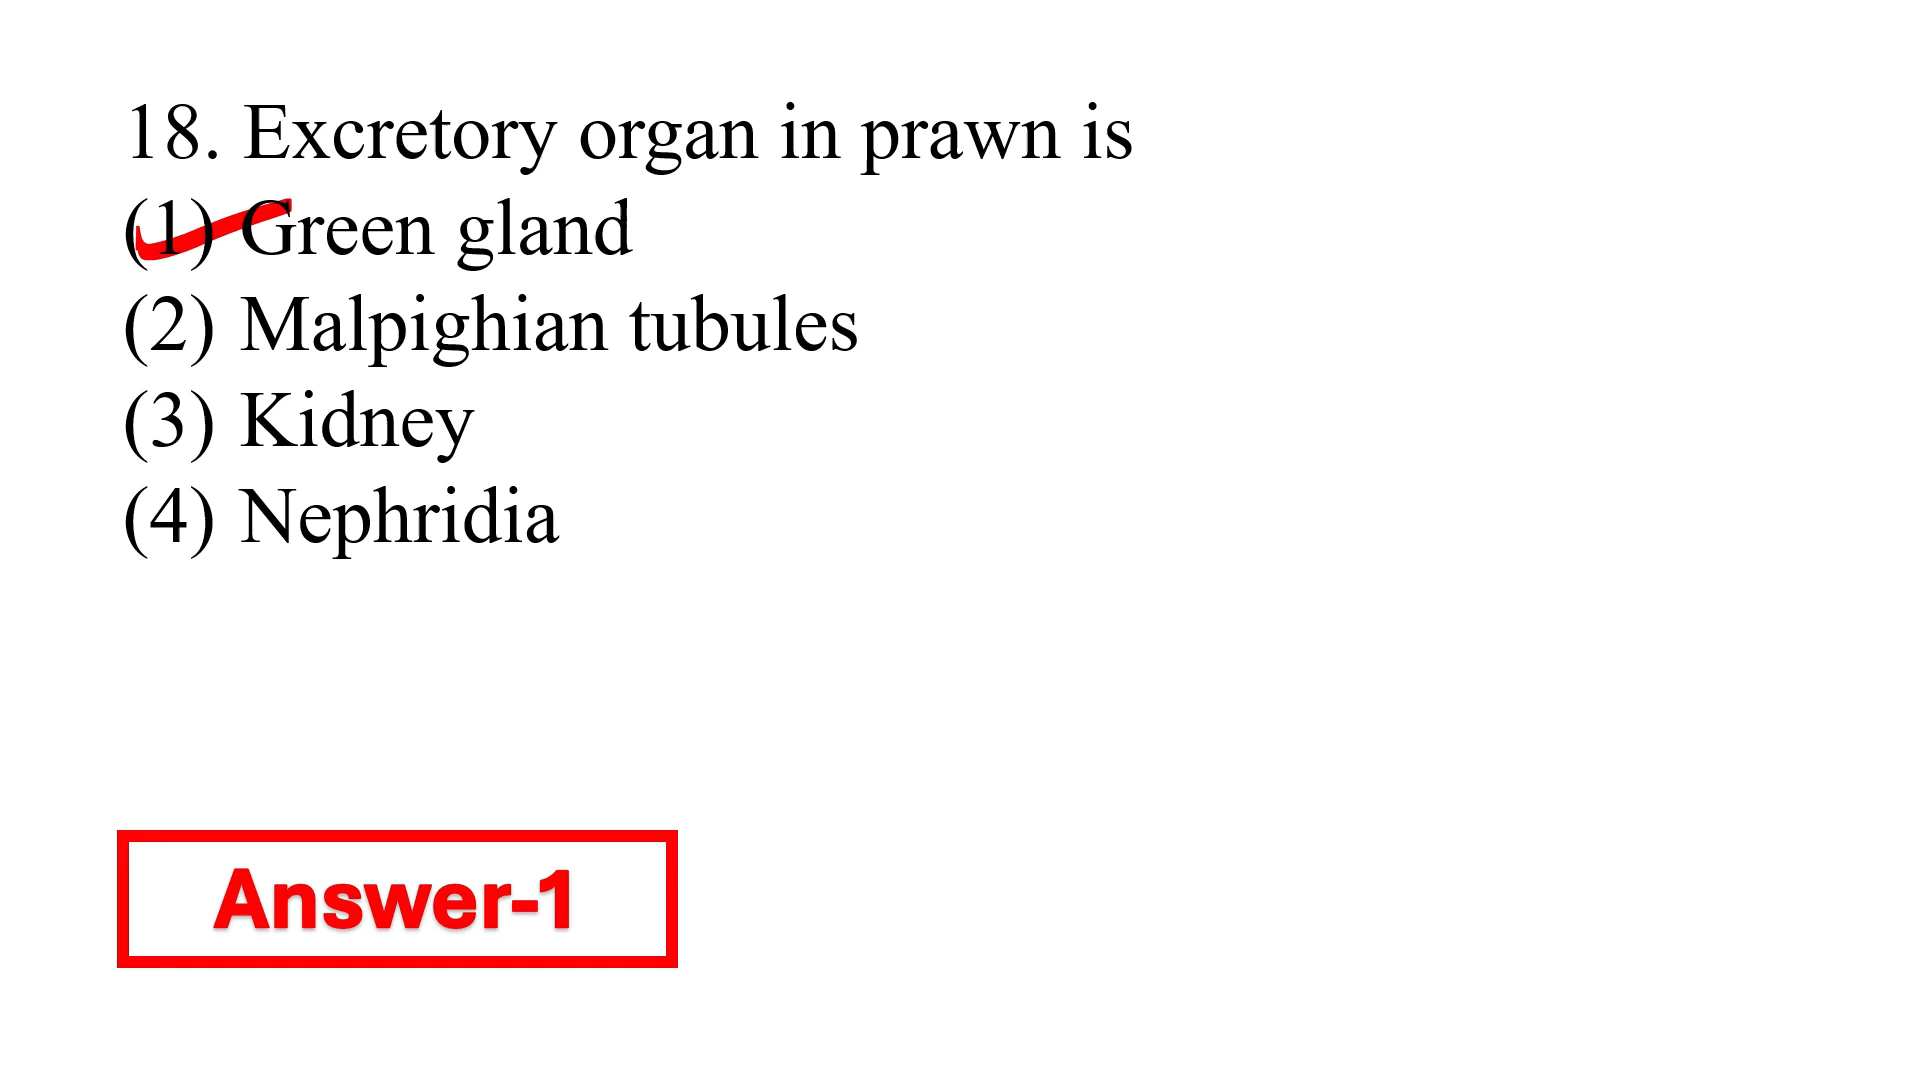 18. Excretory organ in prawn is
(1) Green gland
(2) Malpighian tubules
(3) Kidney
(4) Nephridia
Answer-1